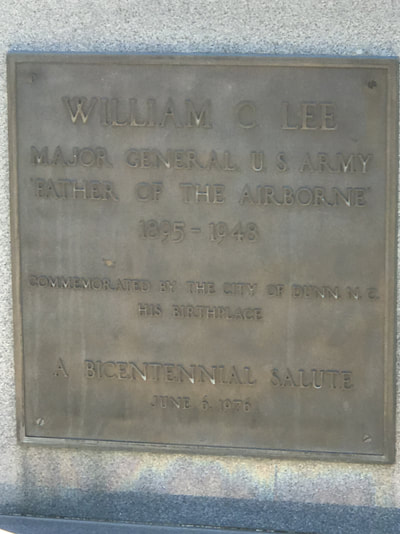 WILLIAM C. LEE
MAJOR GENERAL U.S. ARMY
"FATHER OF THE AIRBORNE"
1895-1948
COMMEMORATED BY THE CITY OF DUNN, N.C.
HIS BIRTHPLACE
A BICENTENNIAL SALUTE
JUNE 6, 1976